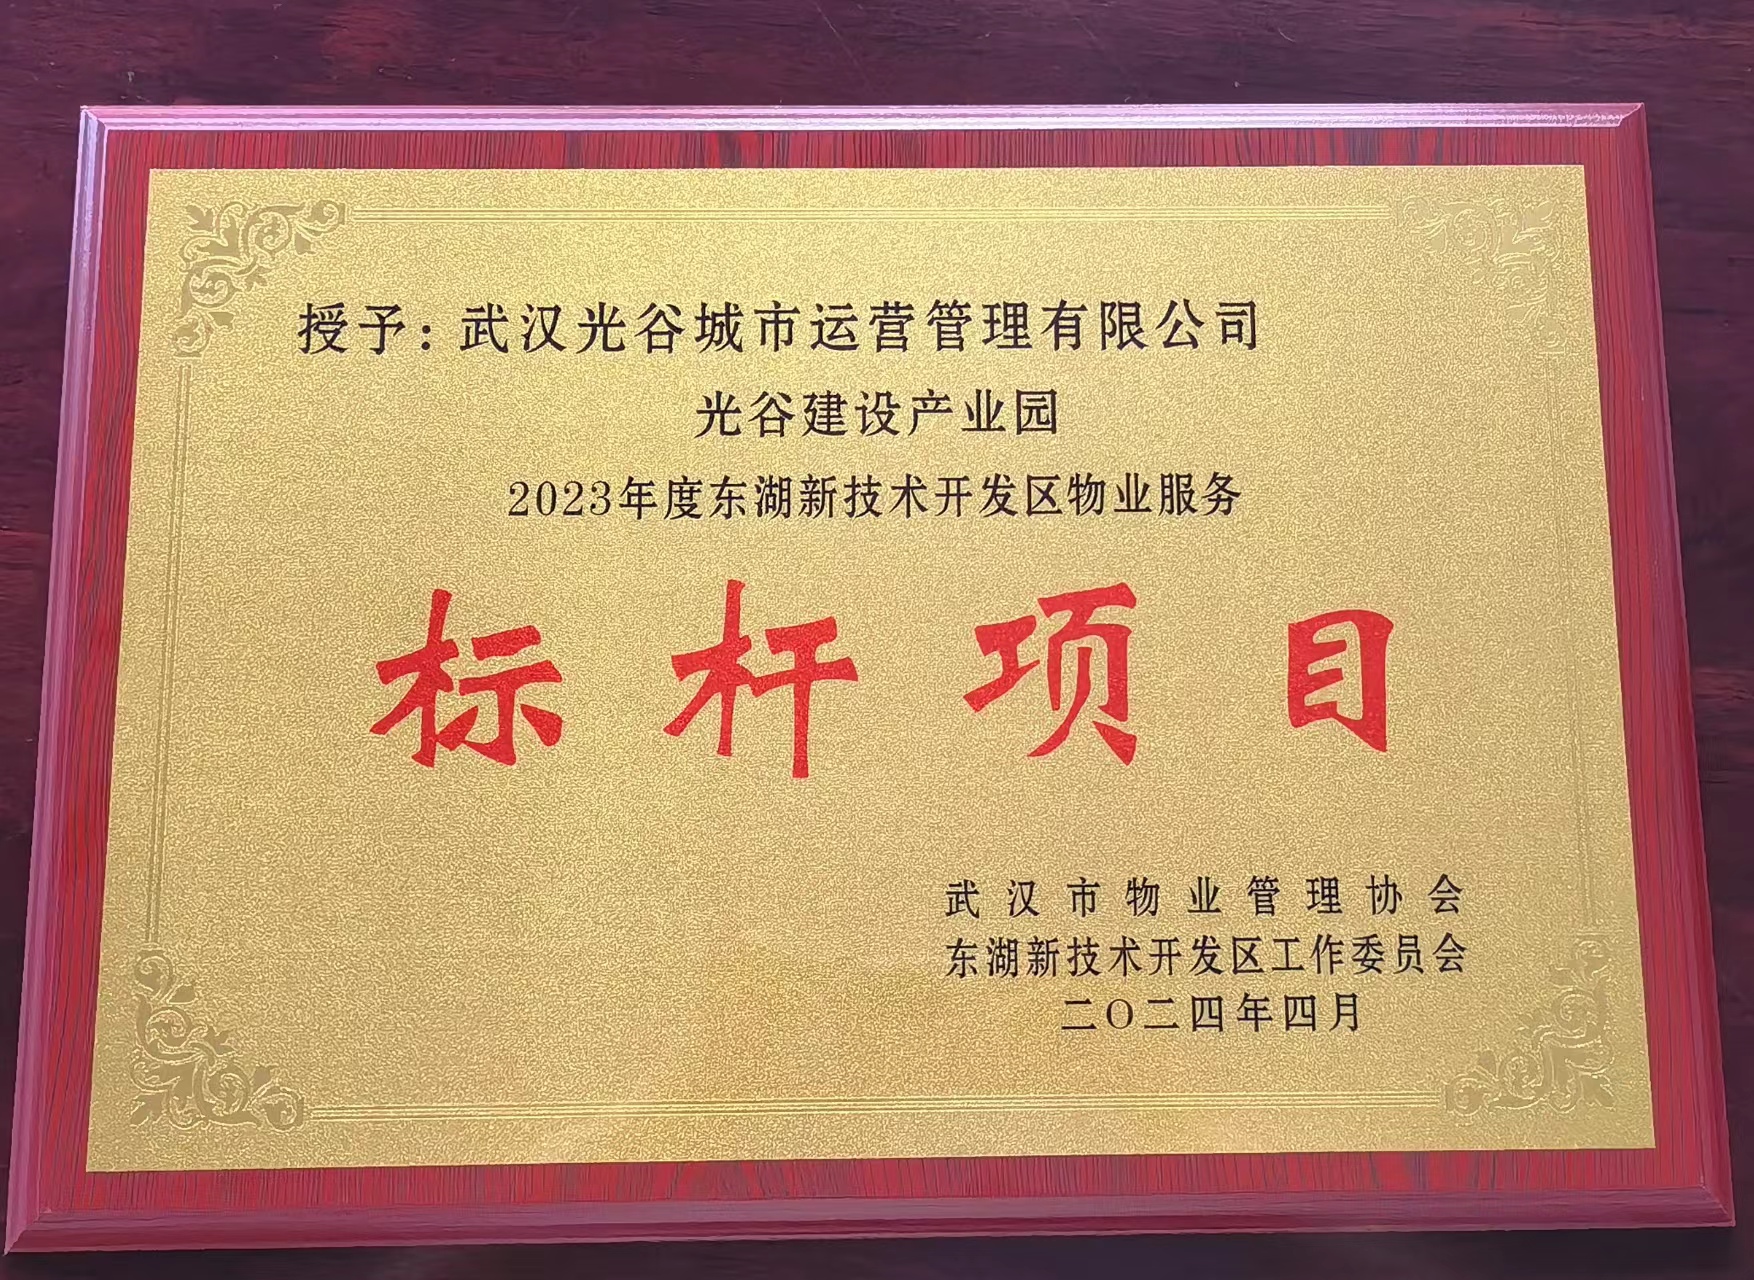 授予：武汉光谷城市运营管理有限公司
光谷建设产业园
2023年度东湖新技术开发区物业服务
标杆项目
武汉市物业管理协会
东湖新技术开发区工作委员会
二〇二四年四月